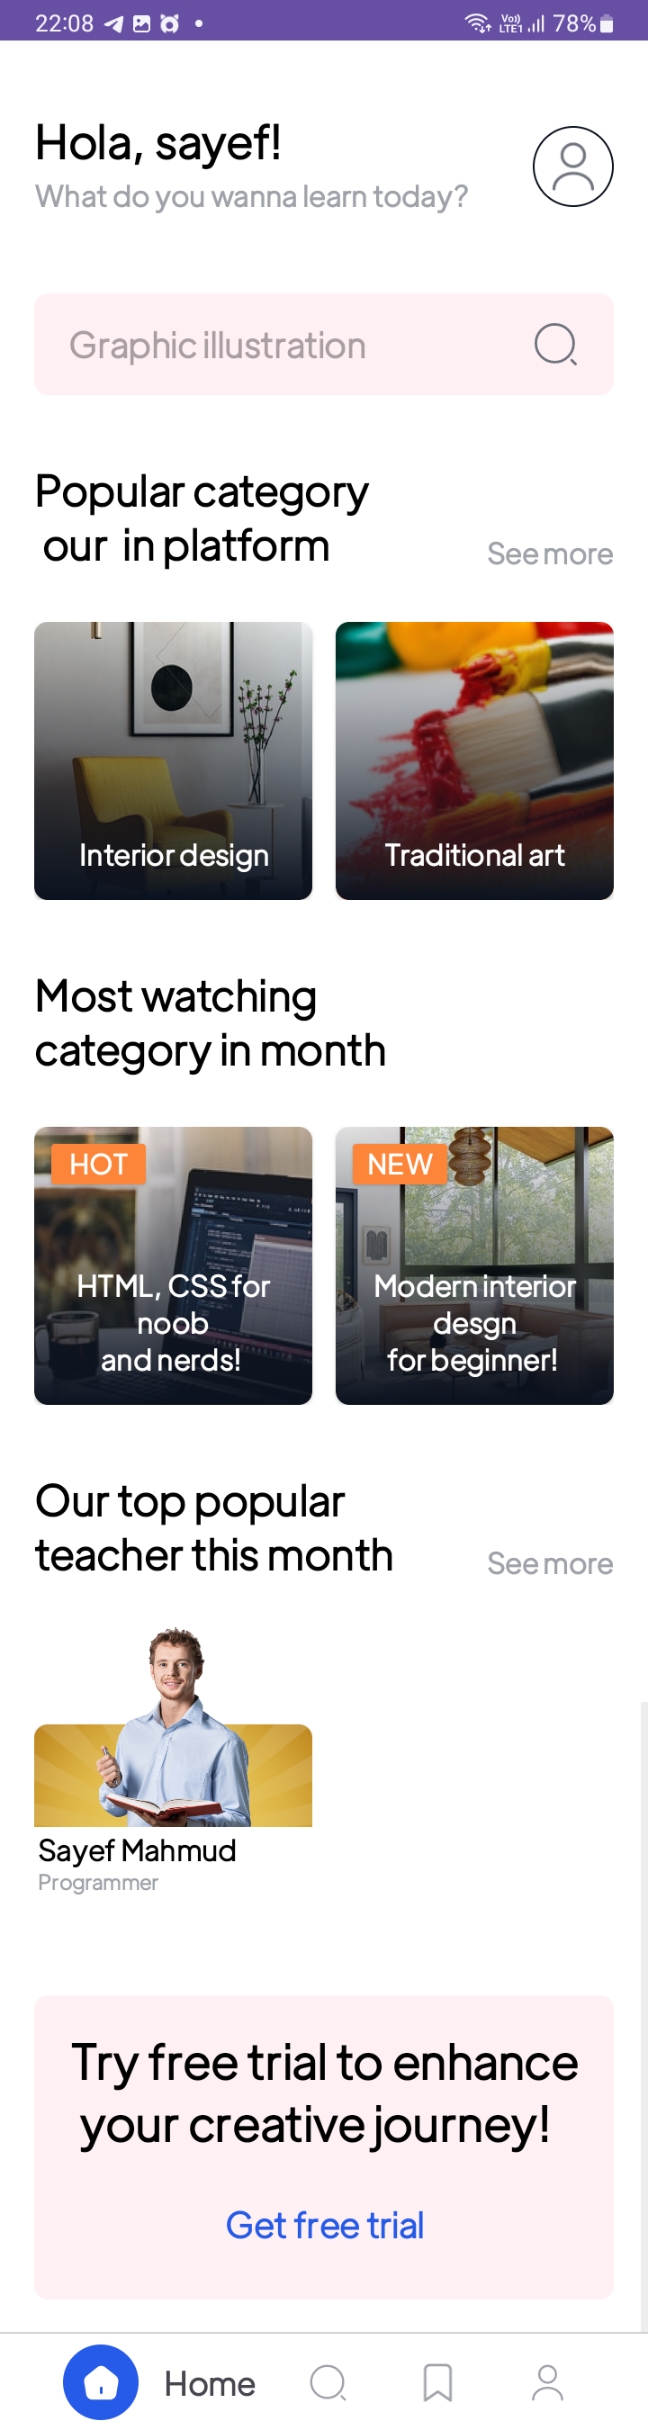 22:08 Vo)) LTE1 78%
Hola, sayef!
What do you wanna learn today?
Graphic illustration
Popular category
our in platform
See more
Interior design
Traditional art
Most watching
category in month
HOT
NEW
HTML, CSS for
noob
and nerds!
Modern interior
desgn
for beginner!
Our top popular
teacher this month
See more
Sayef Mahmud
Programmer
Try free trial to enhance
your creative journey!
Get free trial
Home